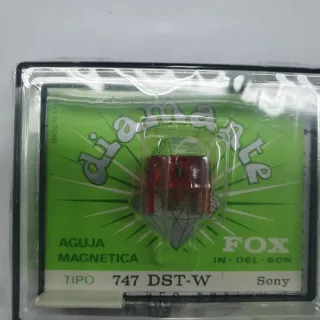 diamante
AGUJA
MAGNETICA
FOX
IN-DEL-SON
TIPO 747 DST-W Sony